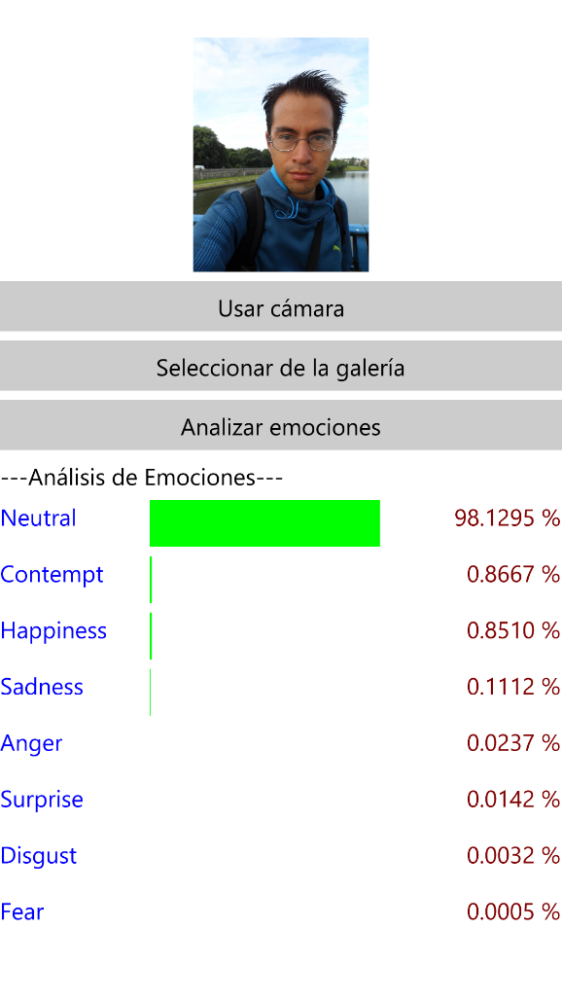 Usar cámara
Seleccionar de la galería
Analizar emociones
---Análisis de Emociones---
Neutral 98.1295 %
Contempt 0.8667 %
Happiness 0.8510 %
Sadness 0.1112 %
Anger 0.0237 %
Surprise 0.0142 %
Disgust 0.0032 %
Fear 0.0005 %